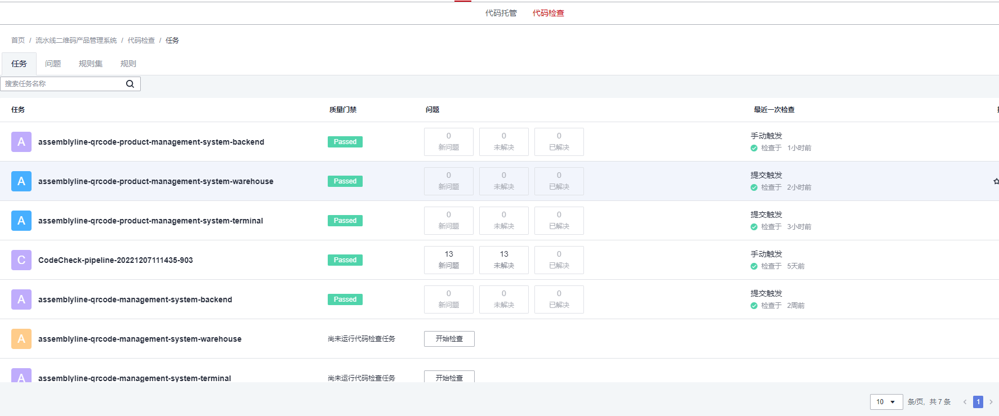 代码托管 代码检查
首页 / 流水线二维码产品管理系统 / 代码检查 / 任务
任务 问题 规则集 规则
搜索任务名称
任务 质量门禁 问题 最近一次检查
A assemblyline-qrcode-product-management-system-backend Passed 0 0 0 手动触发
新问题 未解决 已解决 检查于 1小时前
A assemblyline-qrcode-product-management-system-warehouse Passed 0 0 0 提交触发
新问题 未解决 已解决 检查于 2小时前
A assemblyline-qrcode-product-management-system-terminal Passed 0 0 0 提交触发
新问题 未解决 已解决 检查于 3小时前
C CodeCheck-pipeline-20221207111435-903 Passed 13 13 0 手动触发
新问题 未解决 已解决 检查于 5天前
A assemblyline-qrcode-management-system-backend Passed 0 0 0 提交触发
新问题 未解决 已解决 检查于 2周前
A assemblyline-qrcode-management-system-warehouse 尚未运行代码检查任务 开始检查
A assemblyline-qrcode-management-system-terminal 尚未运行代码检查任务 开始检查
10 条/页, 共 7 条 < 1 >